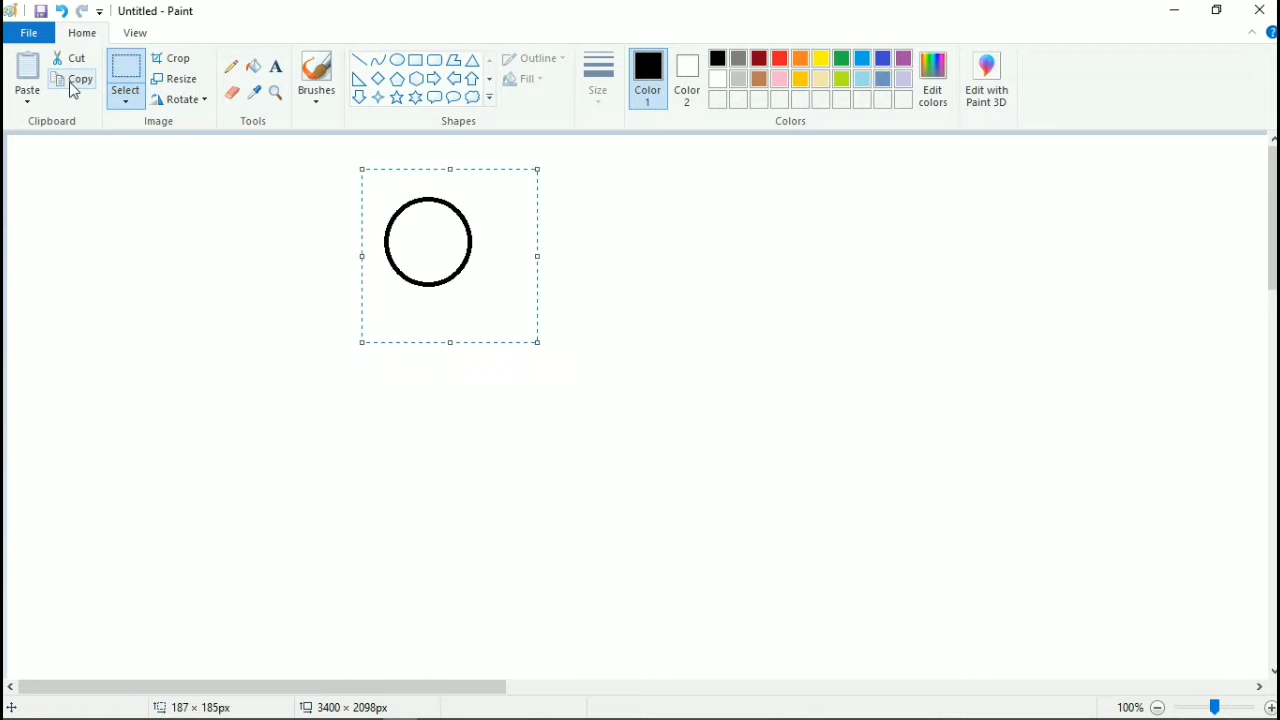 Untitled - Paint
File Home View
Paste
Cut
Copy
Clipboard
Select
Crop
Resize
Rotate
Image
A
Tools
Brushes
Outline
Fill
Shapes
Size
Color 1
Color 2
Edit colors
Colors
Edit with Paint 3D
187 × 185px
3400 × 2098px
100%